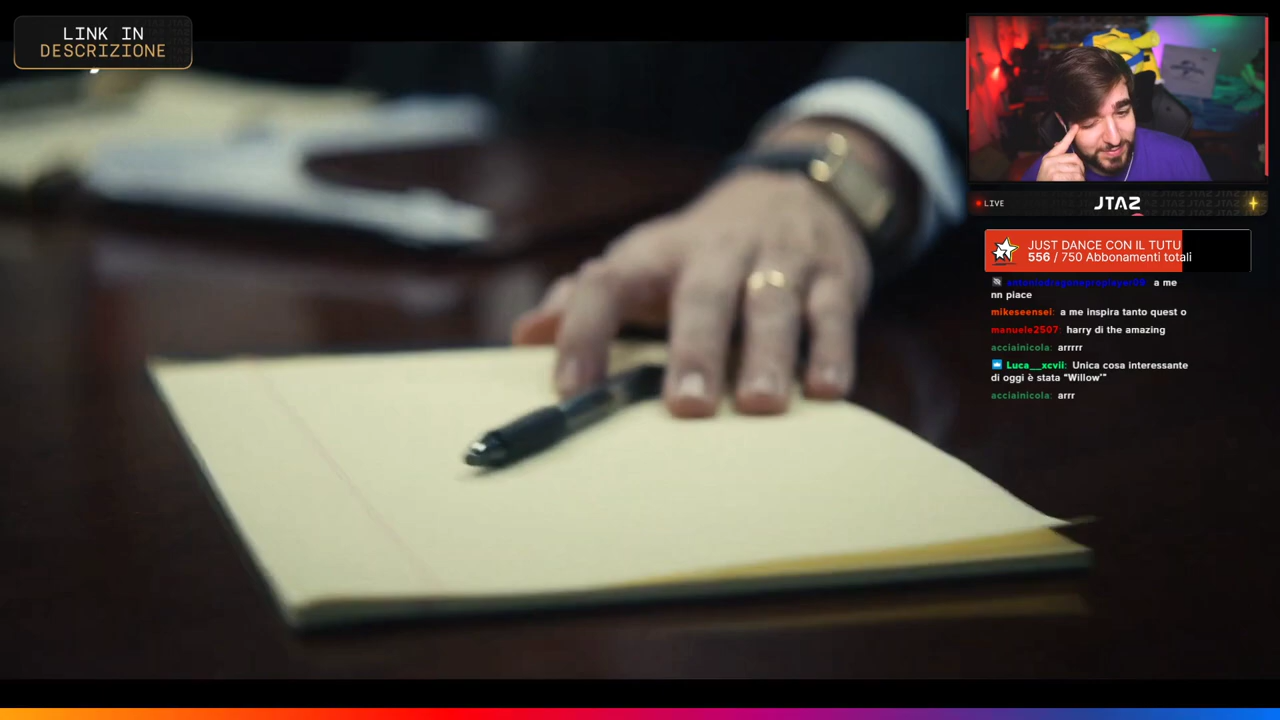 LINK IN
DESCRIZIONE
LIVE
JTAZ
JUST DANCE CON IL TUTU
556 / 750 Abbonamenti totali
antoniodragonoproplayer09: a me
nn piace
mikeseensei: a me inspira tanto quest o
manuele2507: harry di the amazing
acciainicola: arrrrr
Luca__xcvii: Unica cosa interessante
di oggi è stata “Willow’”
acciainicola: arrr